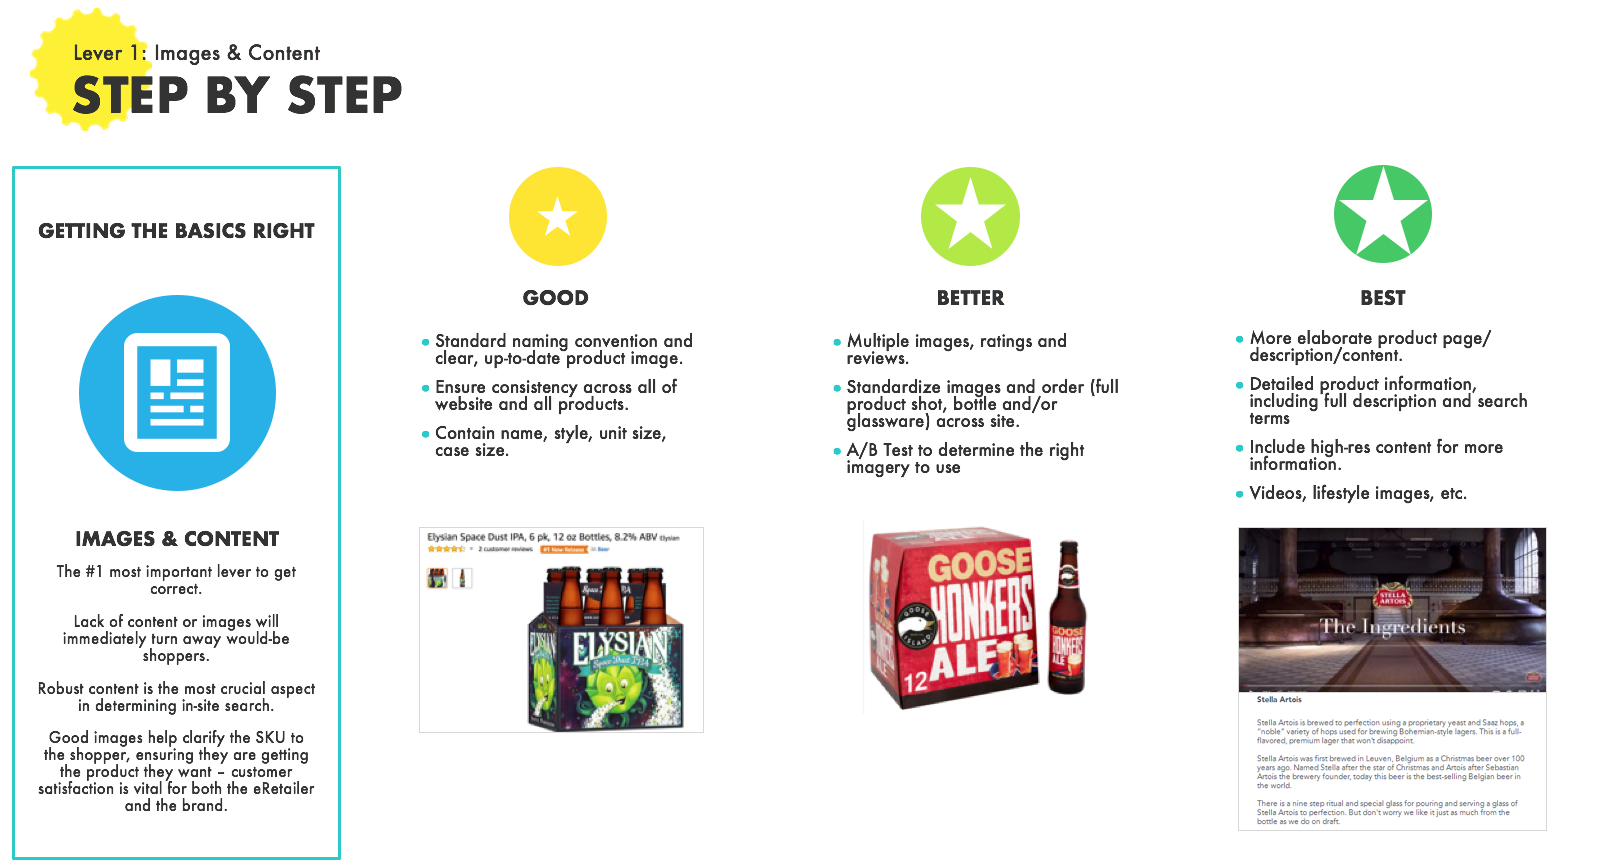 Lever 1: Images & Content
STEP BY STEP
GETTING THE BASICS RIGHT
IMAGES & CONTENT
The #1 most important lever to get
correct.
Lack of content or images will
immediately turn away would-be
shoppers.
Robust content is the most crucial aspect
in determining in-site search.
Good images help clarify the SKU to
the shopper, ensuring they are getting
the product they want – customer
satisfaction is vital for both the eRetailer
and the brand.
GOOD
• Standard naming convention and
clear, up-to-date product image.
• Ensure consistency across all of
website and all products.
• Contain name, style, unit size,
case size.
Elysian Space Dust IPA, 6 pk, 12 oz Bottles, 8.2% ABV Elysian
2 customer reviews #1 New Release in Beer
ELYSIAN
ELYSIAN
Space Dust IPA
BETTER
• Multiple images, ratings and
reviews.
• Standardize images and order (full
product shot, bottle and/or
glassware) across site.
• A/B Test to determine the right
imagery to use
GOOSE
HONKERS
ALE
GOOSE
ISLAND
12
GOOSE
HONKERS
ALE
BEST
• More elaborate product page/
description/content.
• Detailed product information,
including full description and search
terms
• Include high-res content for more
information.
• Videos, lifestyle images, etc.
STELLA
ARTOIS
The Ingredients
Stella Artois
Stella Artois is brewed to perfection using a proprietary yeast and Saaz hops, a
"noble" variety of hops used for brewing Bohemian-style lagers. This is a full-
flavored, premium lager that won't disappoint.
Stella Artois was first brewed in Leuven, Belgium as a Christmas beer over 100
years ago. Named Stella after the star of Christmas and Artois after Sebastian
Artois the brewery founder, today this beer is the best-selling Belgian beer in
the world.
There is a nine step ritual and special glass for pouring and serving a glass of
Stella Artois to perfection. But don't worry we like it just as much from the
bottle as we do on draft.